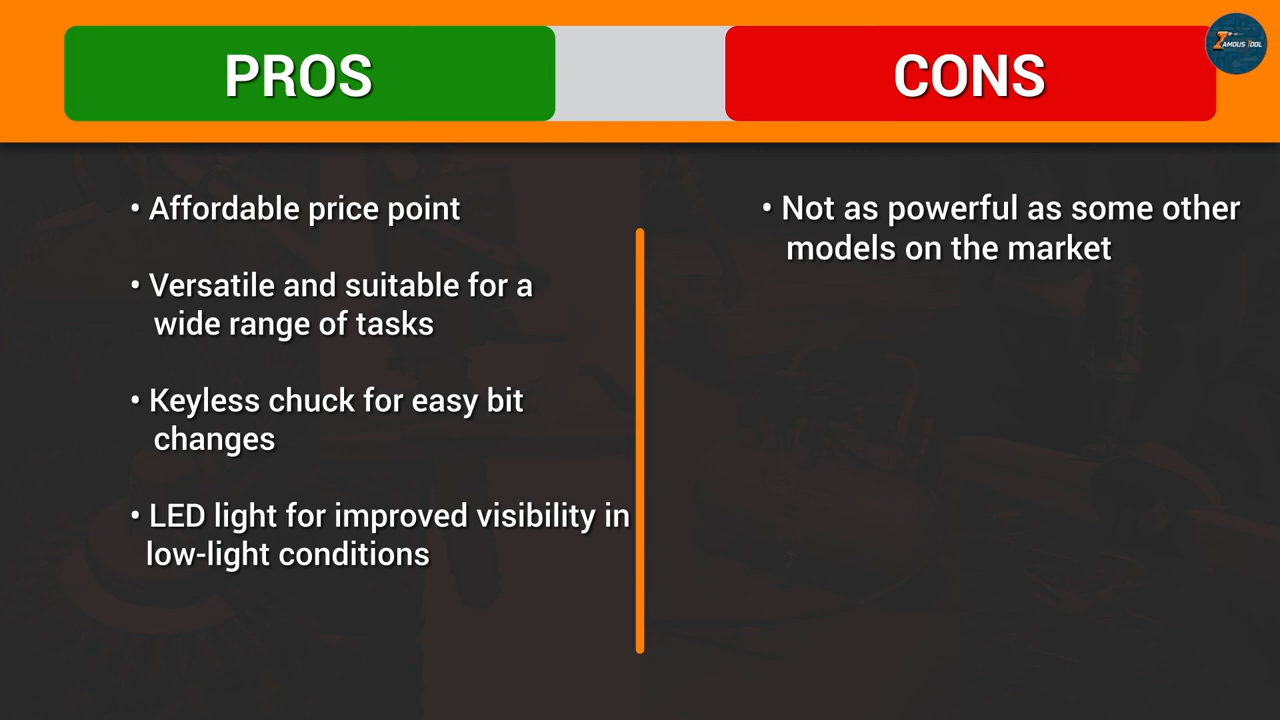 PROS
CONS
ZAMOUS TOOL
• Affordable price point
• Versatile and suitable for a
wide range of tasks
• Keyless chuck for easy bit
changes
• LED light for improved visibility in
low-light conditions
• Not as powerful as some other
models on the market